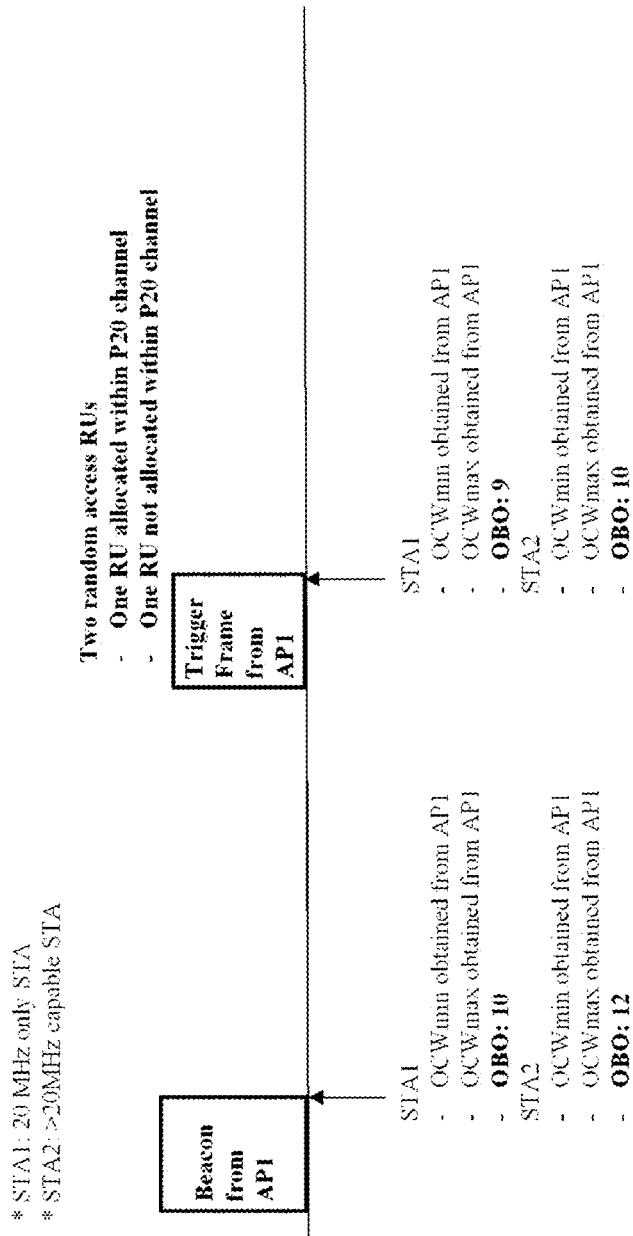 * STA1: 20 MHz only STA
* STA2: >20MHz capable STA
Two random access RUs
- One RU allocated within P20 channel
- One RU not allocated within P20 channel
Beacon
from
AP1
Trigger
Frame
from
AP1
STA1
- OCWmin obtained from AP1
- OCWmax obtained from AP1
- OBO: 10
STA2
- OCWmin obtained from AP1
- OCWmax obtained from AP1
- OBO: 12
STA1
- OCWmin obtained from AP1
- OCWmax obtained from AP1
- OBO: 9
STA2
- OCWmin obtained from AP1
- OCWmax obtained from AP1
- OBO: 10